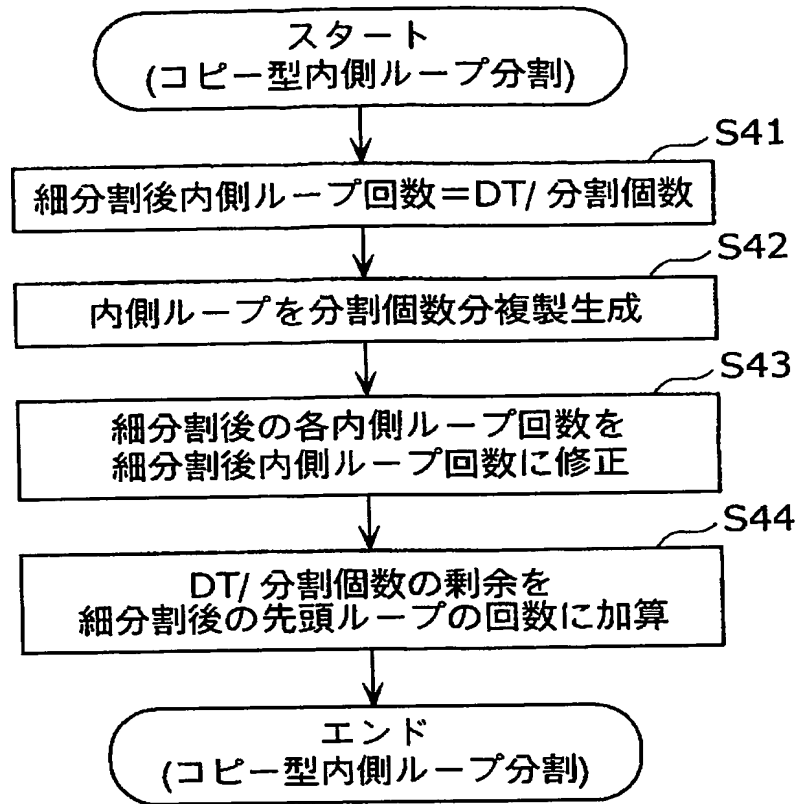 スタート
(コピー型内側ループ分割)
S41
細分割後内側ループ回数＝DT/分割個数
S42
内側ループを分割個数分複製生成
S43
細分割後の各内側ループ回数を
細分割後内側ループ回数に修正
S44
DT/分割個数の剰余を
細分割後の先頭ループの回数に加算
エンド
(コピー型内側ループ分割)